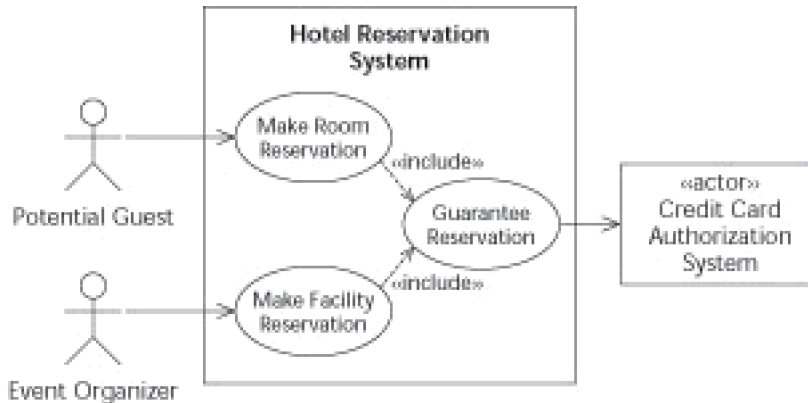 Hotel Reservation
System
Make Room
Reservation
«include»
Potential Guest
Guarantee
Reservation
«actor»
Credit Card
Authorization
System
«include»
Make Facility
Reservation
Event Organizer